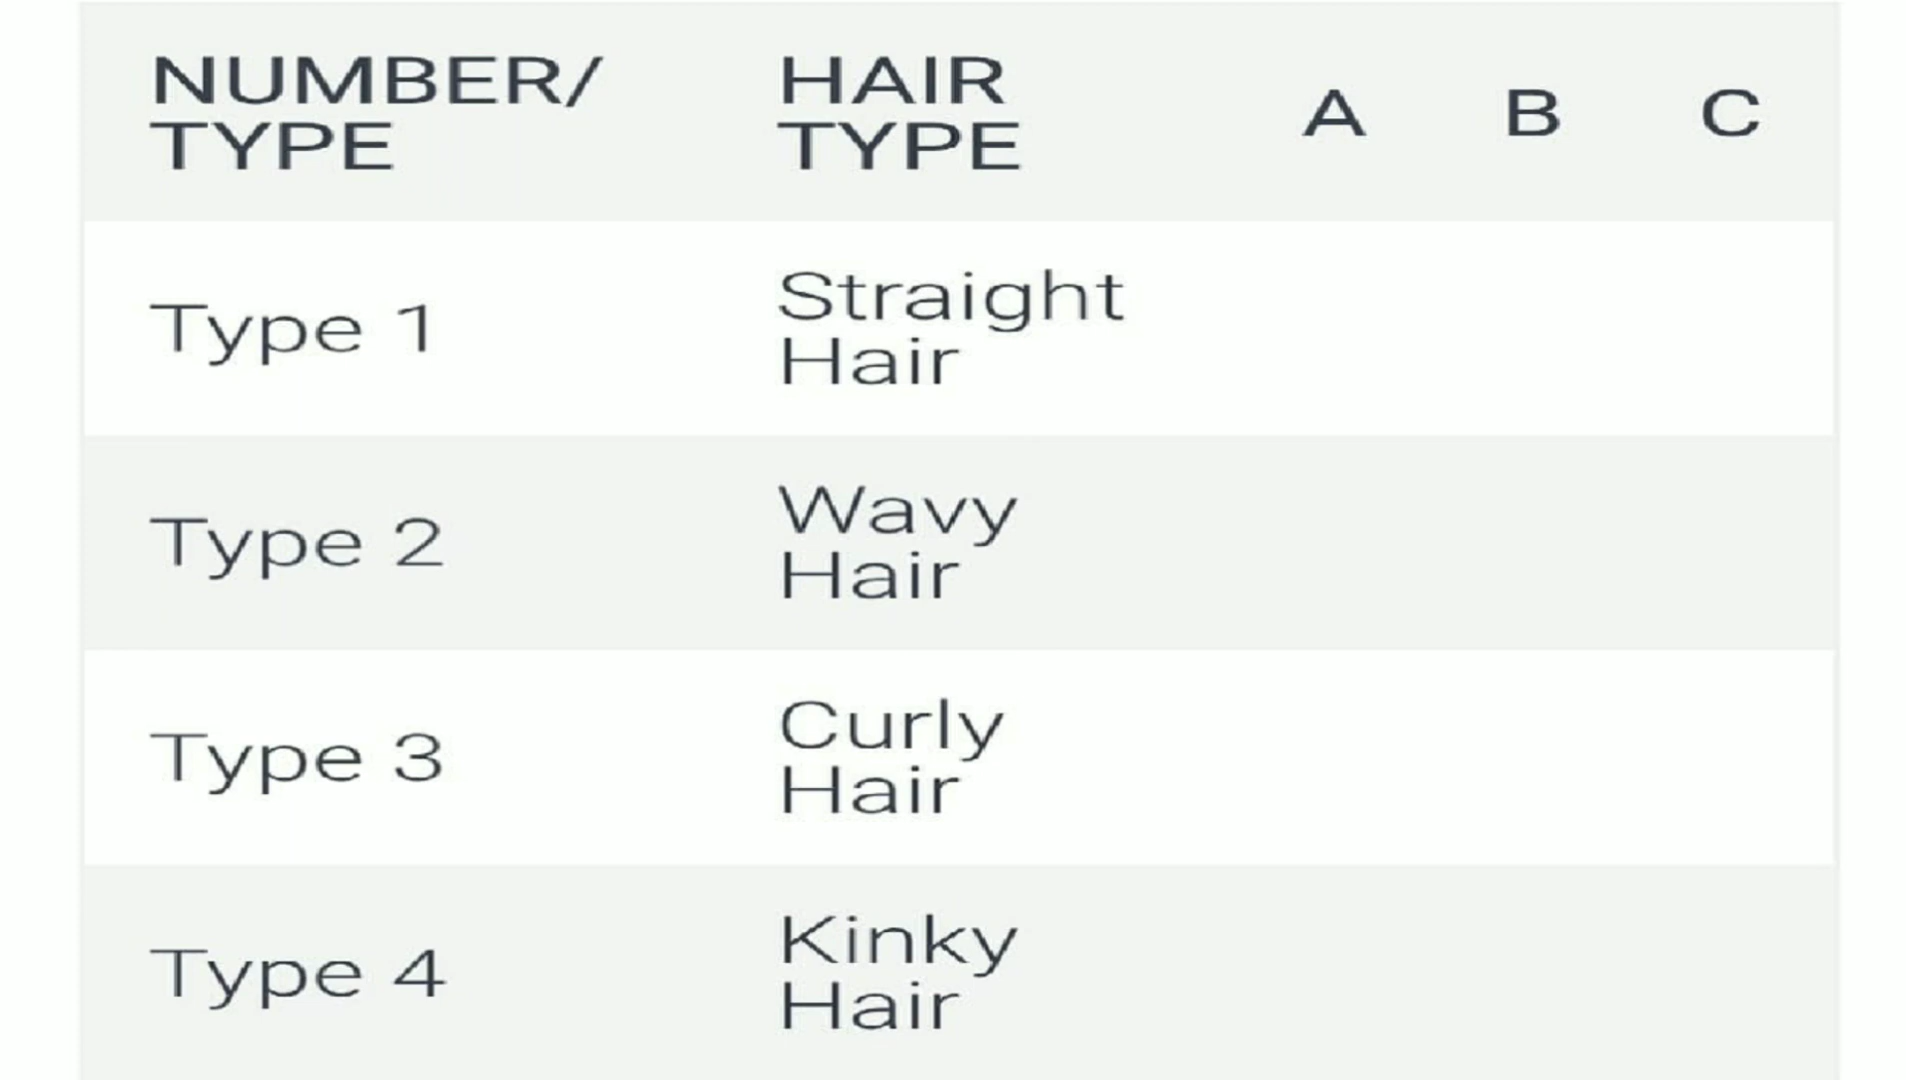 NUMBER/
TYPE
HAIR
TYPE
A B C
Type 1
Straight
Hair
Type 2
Wavy
Hair
Type 3
Curly
Hair
Type 4
Kinky
Hair